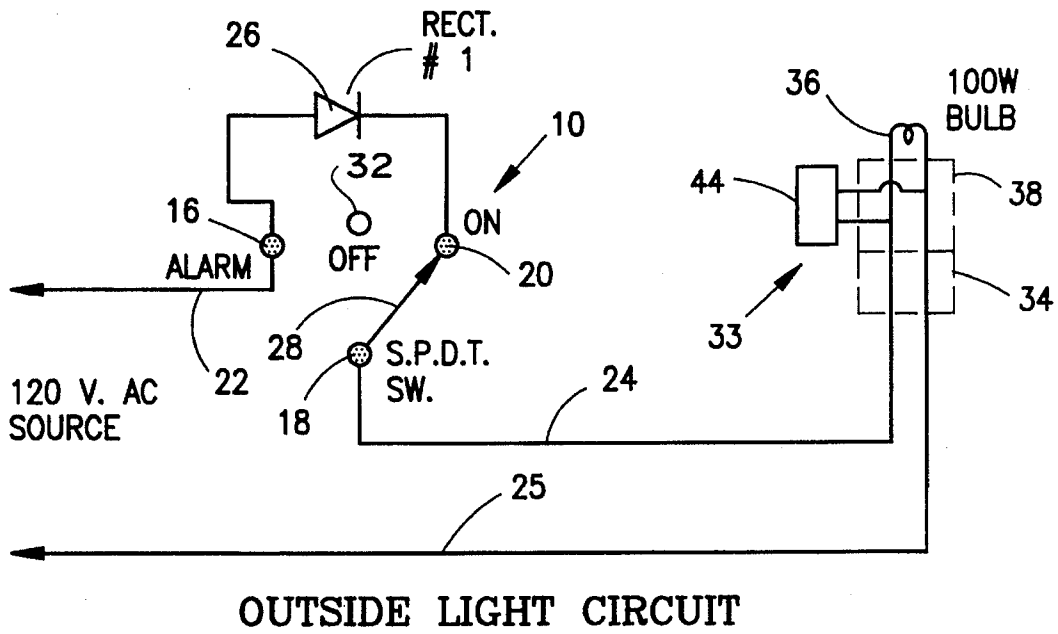 26
RECT.
# 1
10
32
16
ON
ALARM
OFF
20
28
S.P.D.T.
SW.
18
22
120 V. AC
SOURCE
24
25
36
100W
BULB
44
38
34
33
OUTSIDE LIGHT CIRCUIT